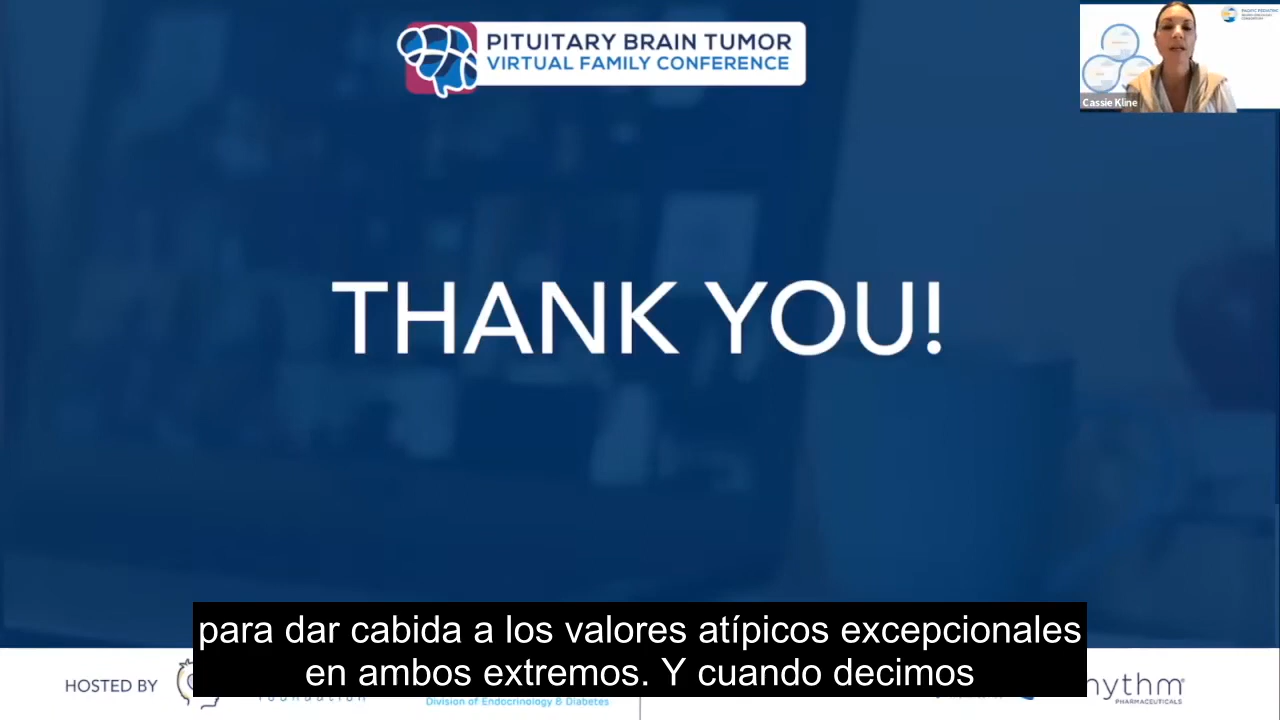 PITUITARY BRAIN TUMOR
VIRTUAL FAMILY CONFERENCE
Cassie Kline
THANK YOU!
para dar cabida a los valores atípicos excepcionales
en ambos extremos. Y cuando decimos
HOSTED BY
Division of Endocrinology & Diabetes
PHARMACEUTICALS